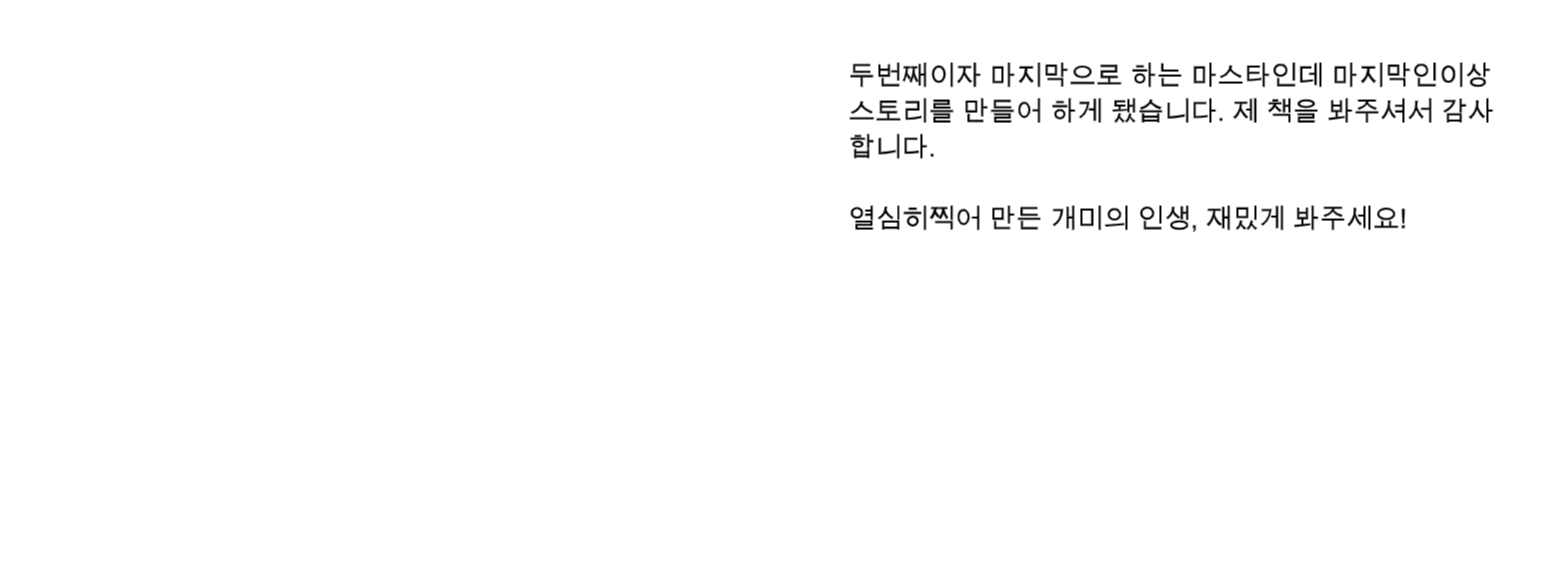 두번째이자 마지막으로 하는 마스타인데 마지막인이상
스토리를 만들어 하게 됐습니다. 제 책을 봐주셔서 감사
합니다.
열심히찍어 만든 개미의 인생, 재밌게 봐주세요!